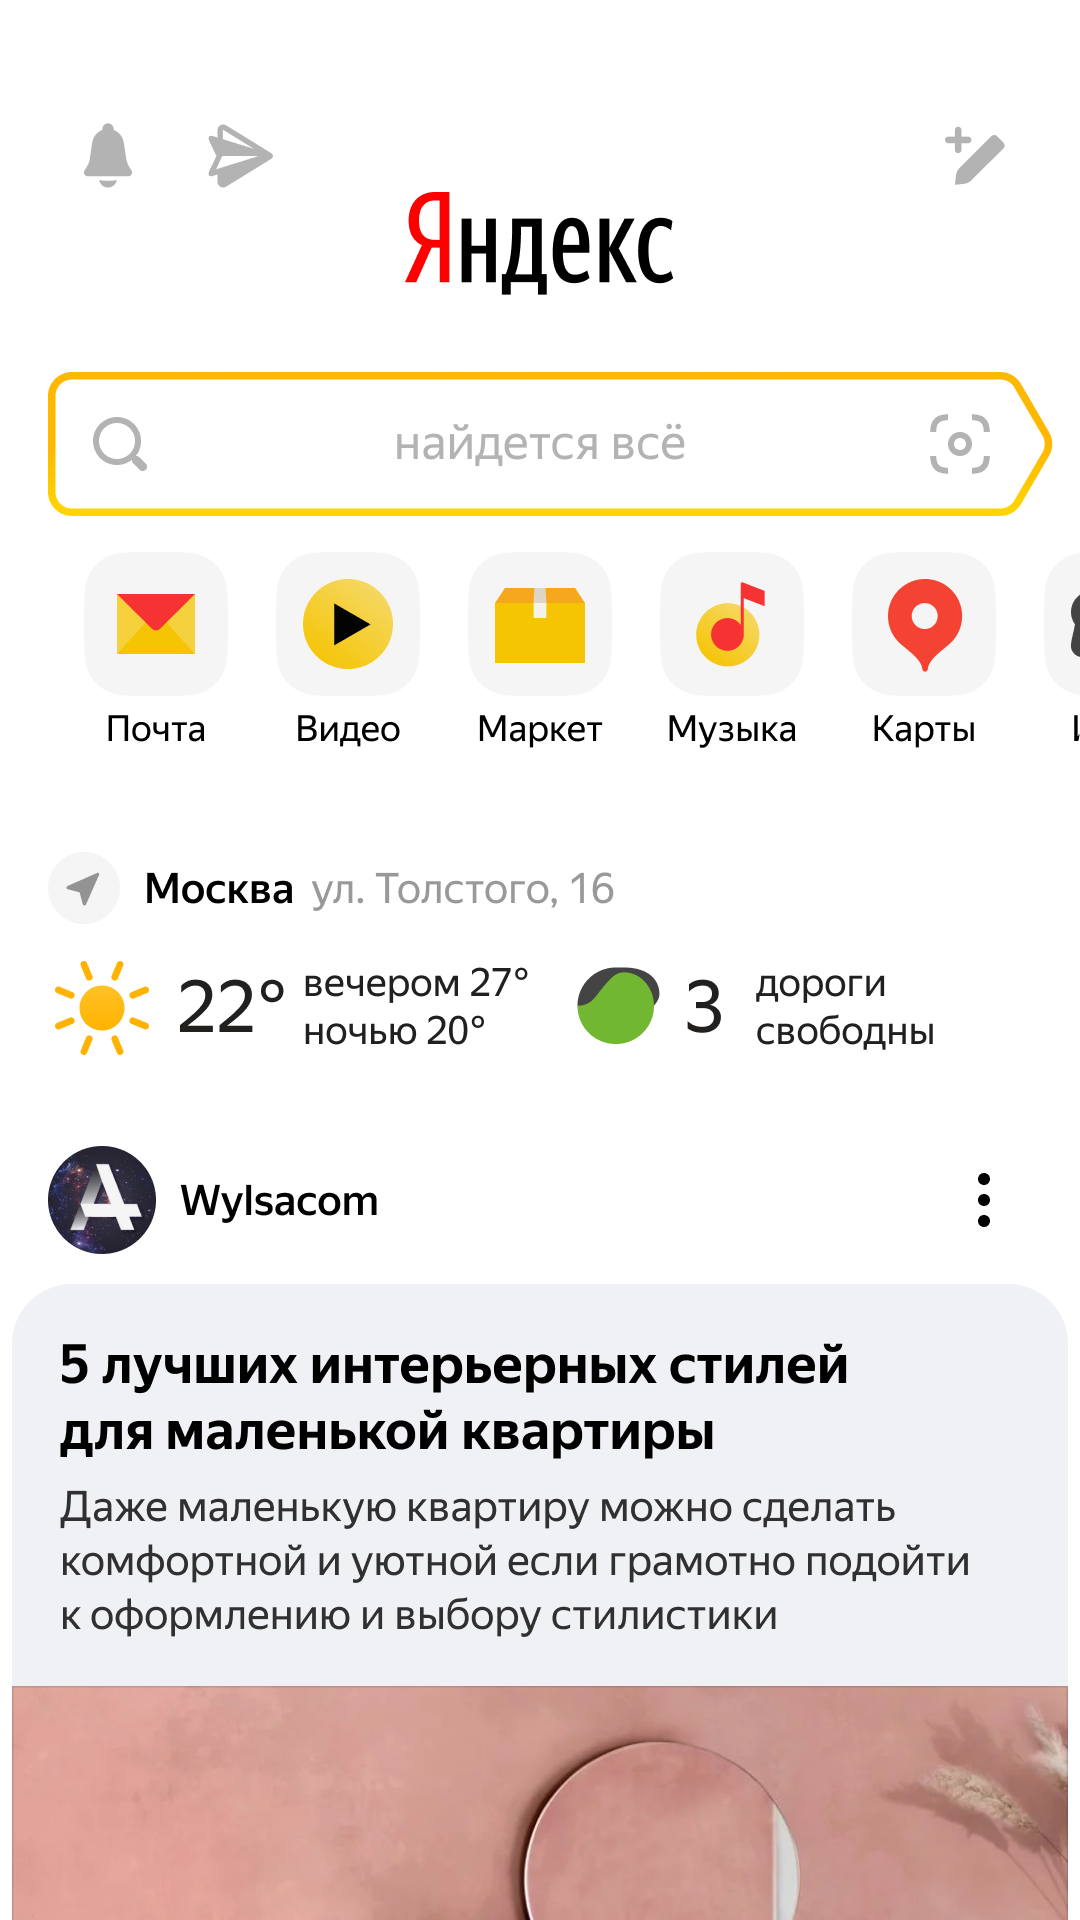 Яндекс
найдется всё
Почта Видео Маркет Музыка Карты
Москва ул. Толстого, 16
22° вечером 27° 3 дороги
ночью 20° свободны
Wylsacom
5 лучших интерьерных стилей
для маленькой квартиры
Даже маленькую квартиру можно сделать
комфортной и уютной если грамотно подойти
к оформлению и выбору стилистики